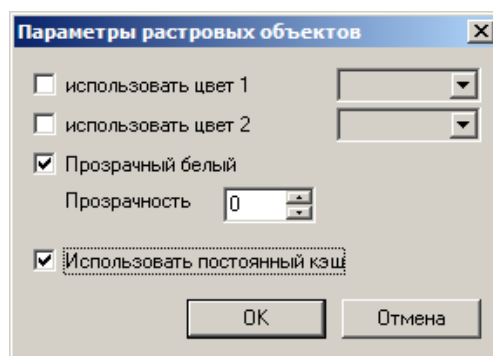 Параметры растровых объектов
использовать цвет 1
использовать цвет 2
Прозрачный белый
Прозрачность 0
Использовать постоянный кэш
OK Отмена